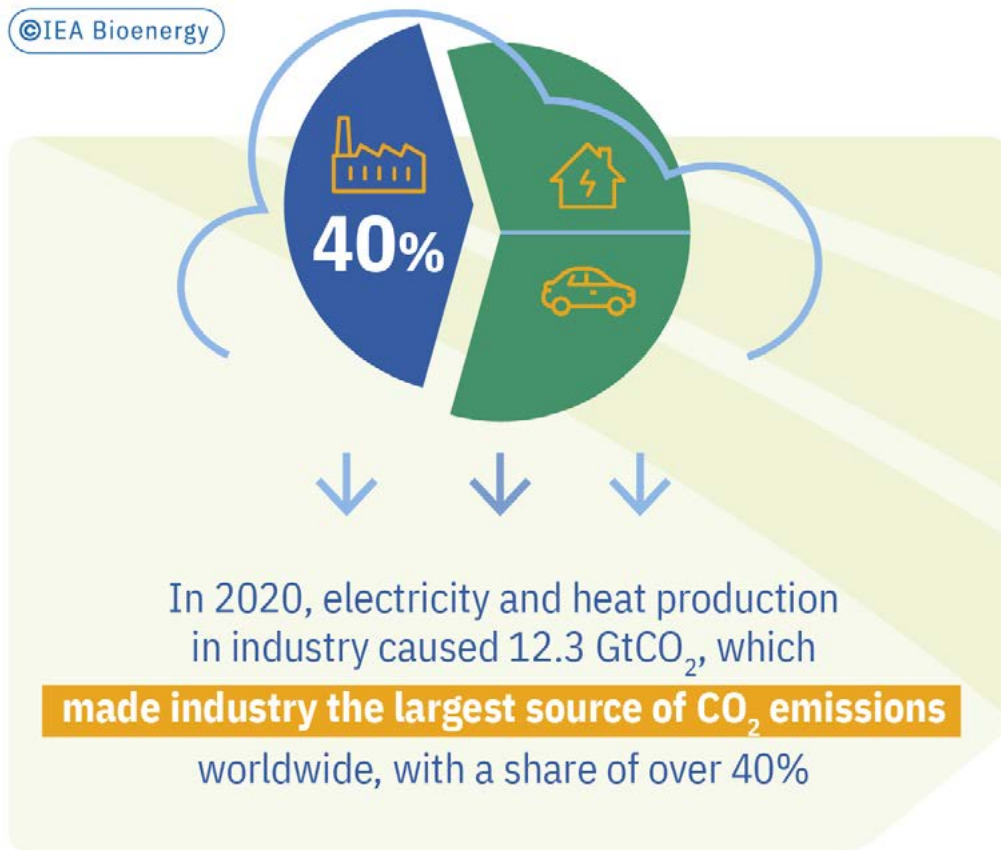 ©IEA Bioenergy
40%
In 2020, electricity and heat production
in industry caused 12.3 GtCO₂, which
made industry the largest source of CO₂ emissions
worldwide, with a share of over 40%